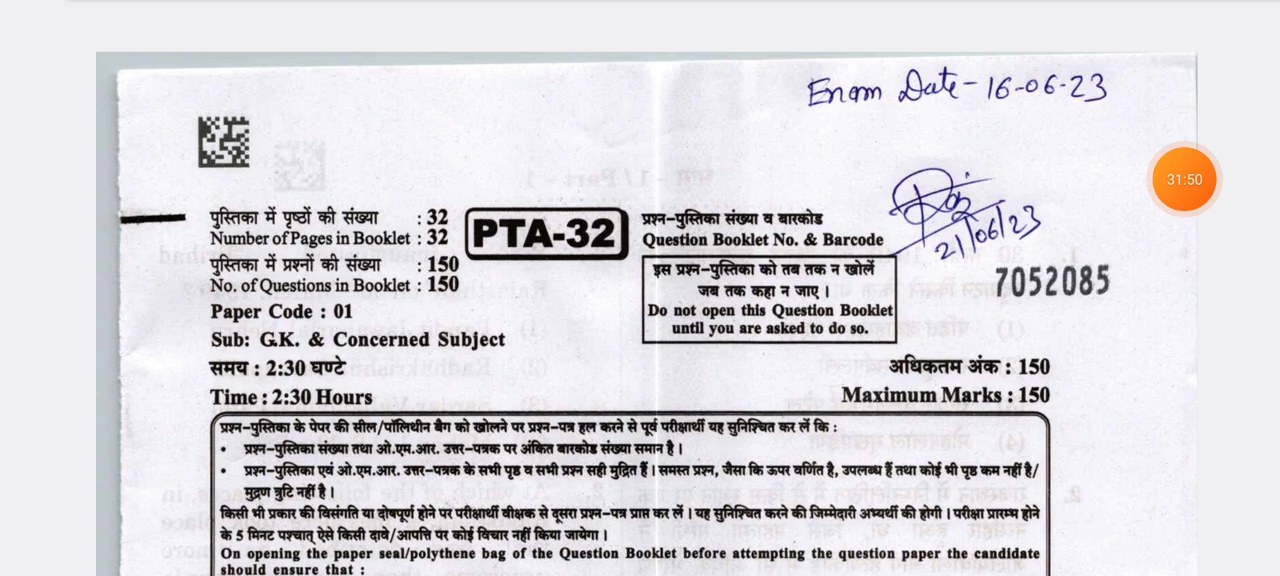 Exam Date - 16-06-23
पुस्तिका में पृष्ठों की संख्या : 32
Number of Pages in Booklet : 32
पुस्तिका में प्रश्नों की संख्या : 150
No. of Questions in Booklet : 150
Paper Code : 01
Sub: G.K. & Concerned Subject
समय : 2:30 घण्टे
Time : 2:30 Hours
PTA-32
प्रश्न-पुस्तिका संख्या व बारकोड
Question Booklet No. & Barcode
इस प्रश्न-पुस्तिका को तब तक न खोलें
जब तक कहा न जाए।
Do not open this Question Booklet
until you are asked to do so.
21/06/23
7052085
31:50
अधिकतम अंक : 150
Maximum Marks : 150
प्रश्न-पुस्तिका के पेपर की सील/पॉलिथीन बैग को खोलने पर प्रश्न-पत्र हल करने से पूर्व परीक्षार्थी यह सुनिश्चित कर लें कि :
• प्रश्न-पुस्तिका संख्या तथा ओ.एम.आर. उत्तर-पत्रक पर अंकित बारकोड संख्या समान है।
• प्रश्न-पुस्तिका एवं ओ.एम.आर. उत्तर-पत्रक के सभी पृष्ठ व सभी प्रश्न सही मुद्रित हैं। समस्त प्रश्न, जैसा कि ऊपर वर्णित है, उपलब्ध हैं तथा कोई भी पृष्ठ कम नहीं है/
मुद्रण त्रुटि नहीं है।
किसी भी प्रकार की विसंगति या दोषपूर्ण होने पर परीक्षार्थी वीक्षक से दूसरा प्रश्न-पत्र प्राप्त कर लें। यह सुनिश्चित करने की जिम्मेदारी अभ्यर्थी की होगी। परीक्षा प्रारम्भ होने
के 5 मिनट पश्चात् ऐसे किसी दावे/आपत्ति पर कोई विचार नहीं किया जायेगा।
On opening the paper seal/polythene bag of the Question Booklet before attempting the question paper the candidate
should ensure that :